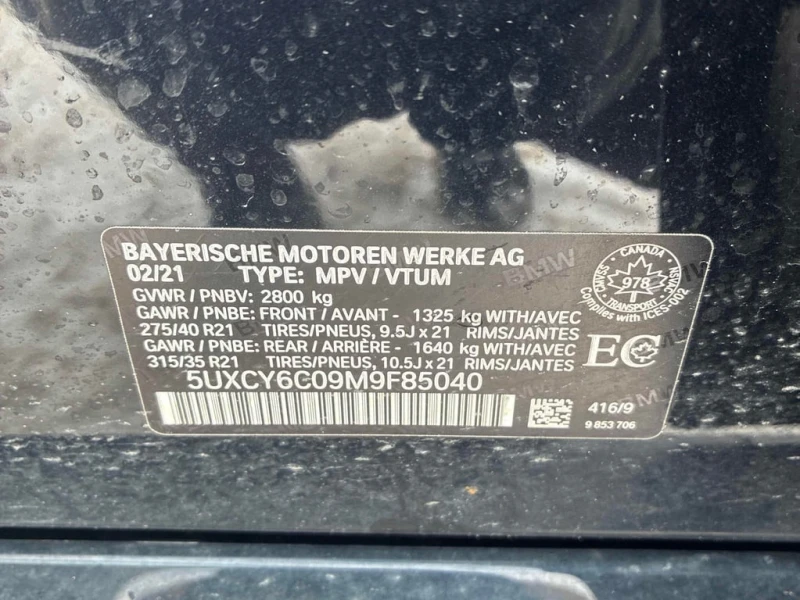 BAYERISCHE MOTOREN WERKE AG
02/21 TYPE: MPV / VTUM
GVWR / PNBV: 2800 kg
GAWR / PNBE: FRONT / AVANT - 1325 kg WITH/AVEC
275/40 R21 TIRES/PNEUS, 9.5J x 21 RIMS/JANTES
GAWR / PNBE: REAR / ARRIÈRE - 1640 kg WITH/AVEC
315/35 R21 TIRES/PNEUS, 10.5J x 21 RIMS/JANTES
5UXCY6C09M9F85040
CANADA
978
TRANSPORT
Complies with ICES-002
EC
416/9
9 853 706
BMW